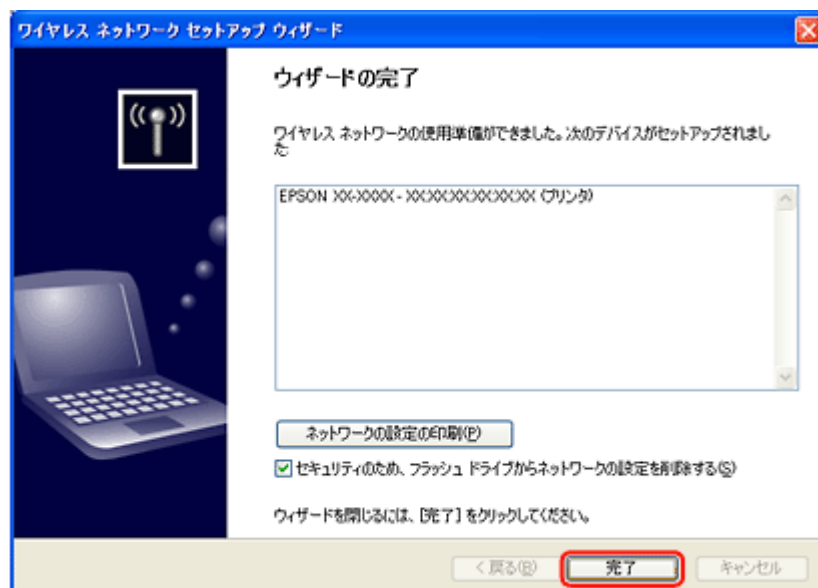 ワイヤレス ネットワーク セットアップ ウィザード
ウィザードの完了
ワイヤレス ネットワークの使用準備ができました。次のデバイスがセットアップされまし
た:
EPSON XX-XXXX - XX:XX:XX:XX:XX:XX (プリンタ)
ネットワークの設定の印刷(P)
セキュリティのため、フラッシュ ドライブからネットワークの設定を削除する(S)
ウィザードを閉じるには、[完了] をクリックしてください。
< 戻る(B) 完了 キャンセル